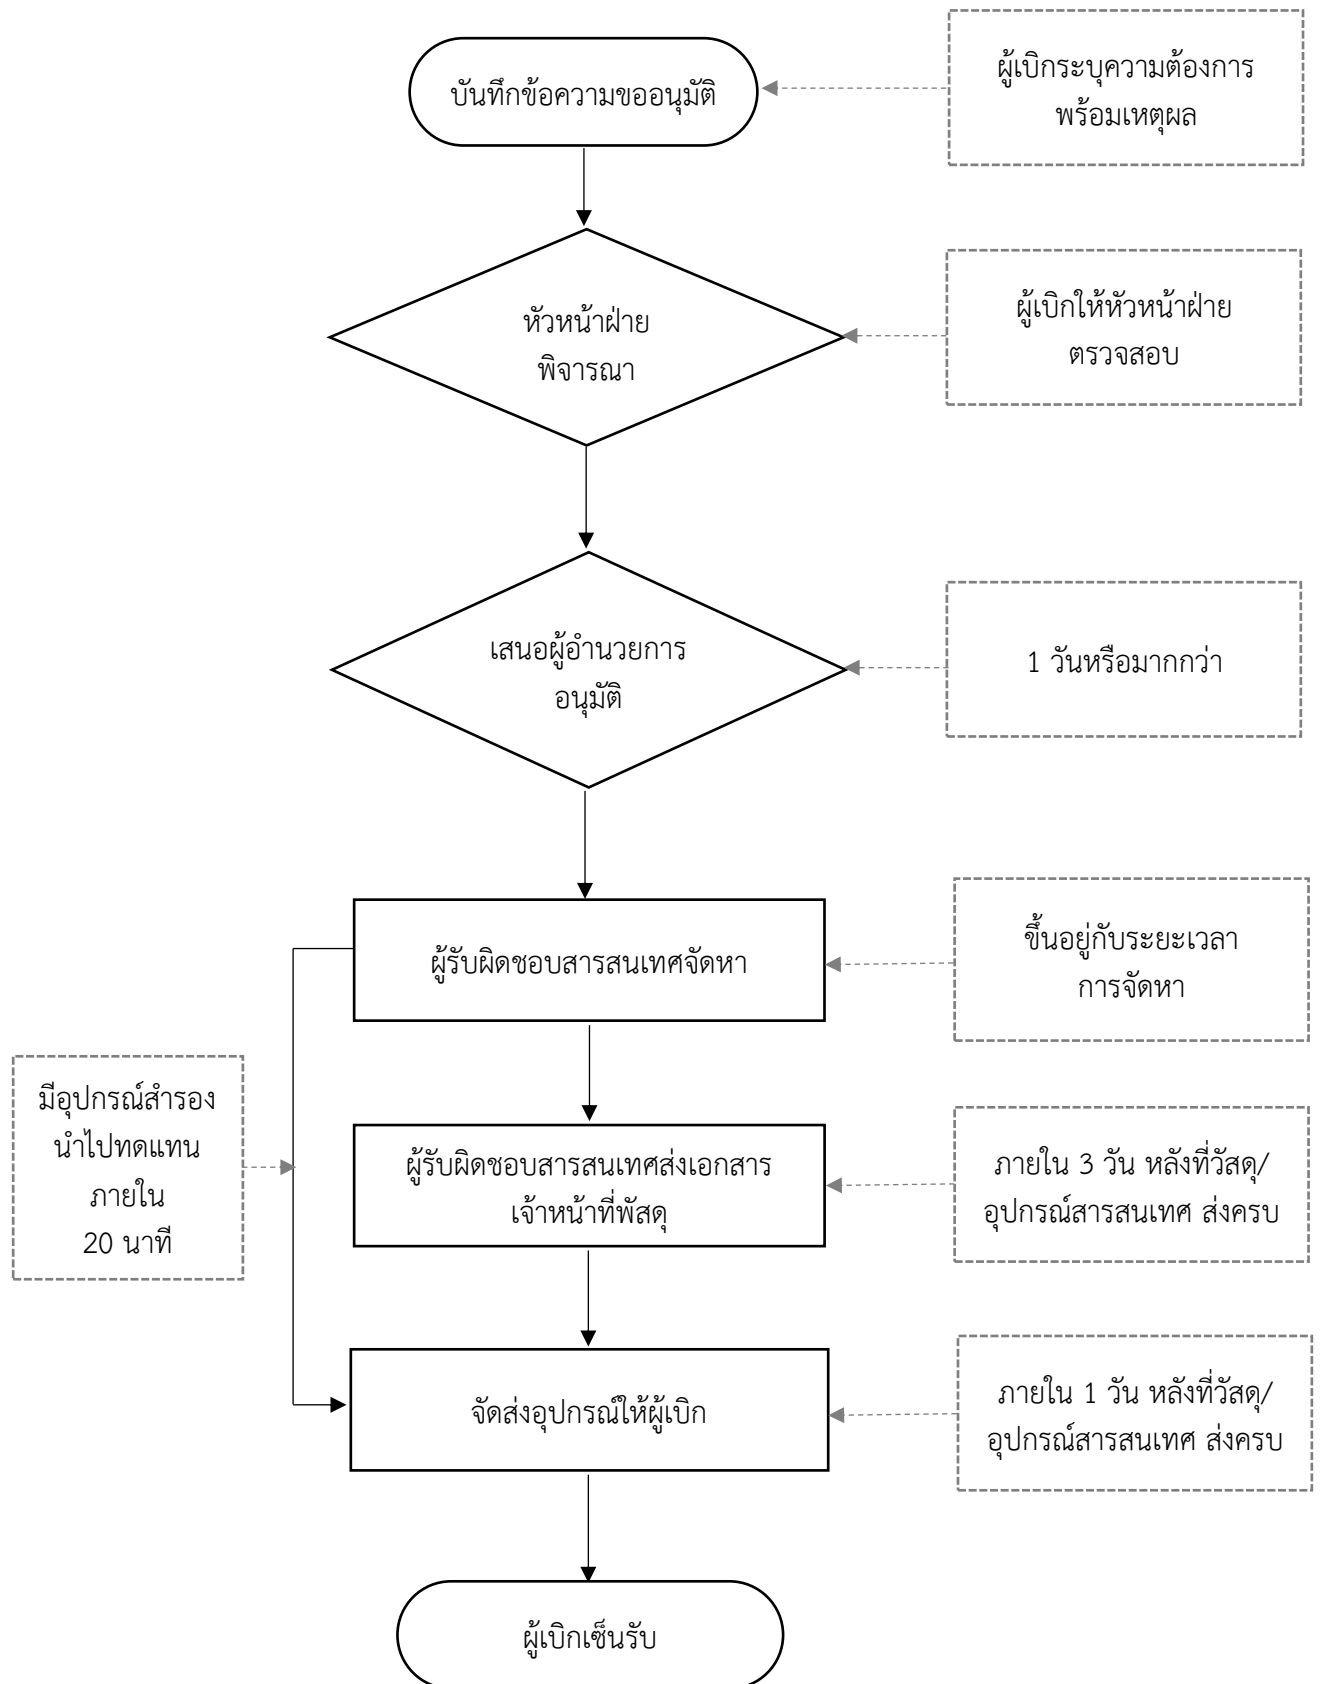 บันทึกข้อความขออนุมัติ
ผู้เบิกระบุความต้องการ
พร้อมเหตุผล
หัวหน้าฝ่าย
พิจารณา
ผู้เบิกให้หัวหน้าฝ่าย
ตรวจสอบ
เสนอผู้อำนวยการ
อนุมัติ
1 วันหรือมากกว่า
ผู้รับผิดชอบสารสนเทศจัดหา
ขึ้นอยู่กับระยะเวลา
การจัดหา
มีอุปกรณ์สำรอง
นำไปทดแทน
ภายใน
20 นาที
ผู้รับผิดชอบสารสนเทศส่งเอกสาร
เจ้าหน้าที่พัสดุ
ภายใน 3 วัน หลังที่วัสดุ/
อุปกรณ์สารสนเทศ ส่งครบ
จัดส่งอุปกรณ์ให้ผู้เบิก
ภายใน 1 วัน หลังที่วัสดุ/
อุปกรณ์สารสนเทศ ส่งครบ
ผู้เบิกเซ็นรับ